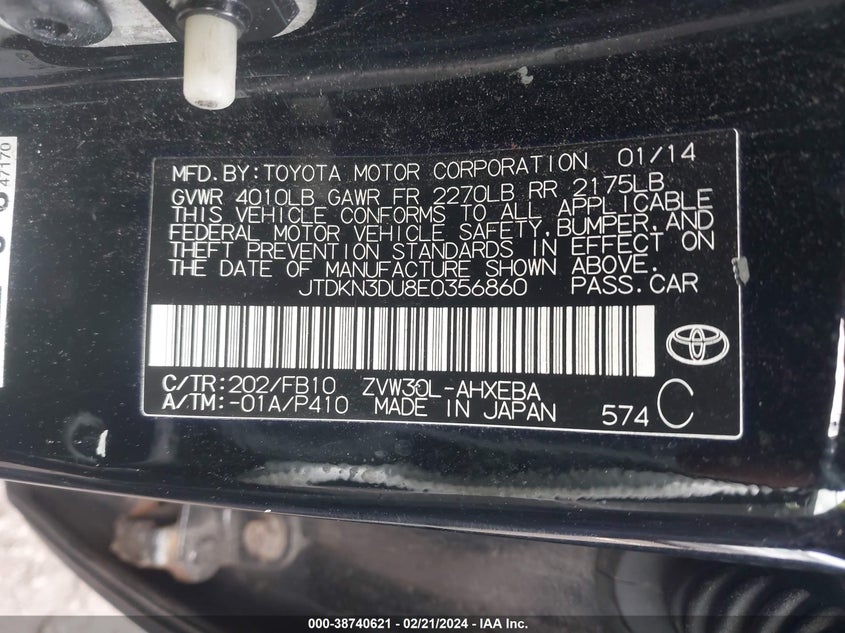 MFD. BY: TOYOTA MOTOR CORPORATION 01/14
GVWR 4010LB GAWR FR 2270LB RR 2175LB
THIS VEHICLE CONFORMS TO ALL APPLICABLE
FEDERAL MOTOR VEHICLE SAFETY, BUMPER, AND
THEFT PREVENTION STANDARDS IN EFFECT ON
THE DATE OF MANUFACTURE SHOWN ABOVE.
JTDKN3DU8E0356860 PASS. CAR
C/TR: 202/FB10 ZVW30L-AHXEBA
A/TM: -01A/P410 MADE IN JAPAN 574 C
47170
000-38740621 - 02/21/2024 - IAA Inc.